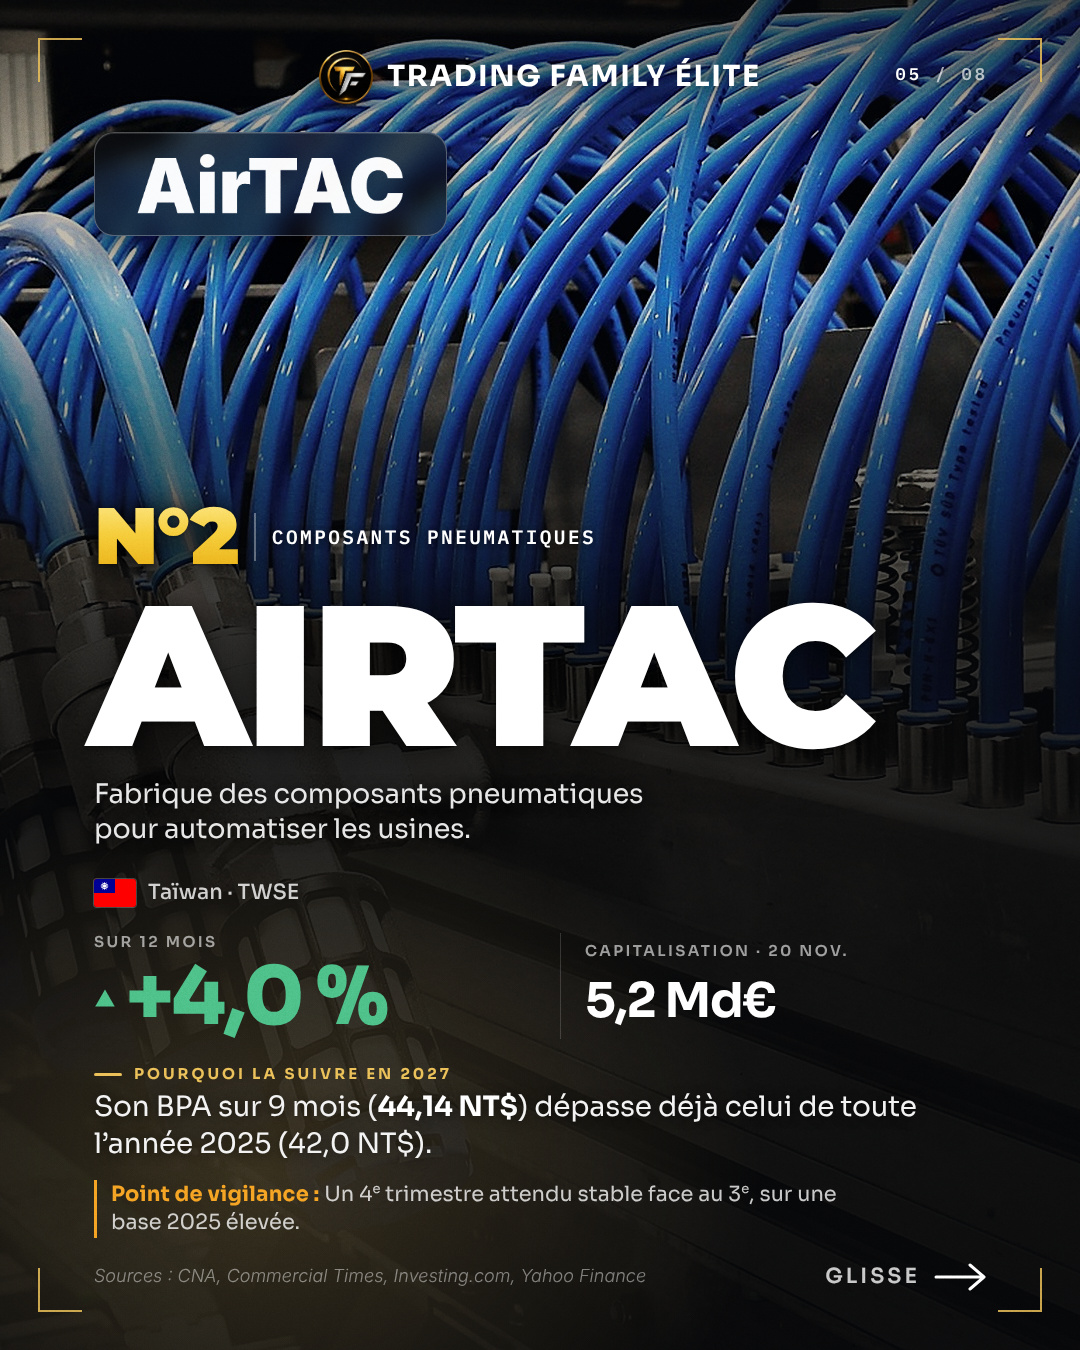 TF TRADING FAMILY ÉLITE
05 / 08
AirTAC
N°2
COMPOSANTS PNEUMATIQUES
AIRTAC
Fabrique des composants pneumatiques
pour automatiser les usines.
Taïwan · TWSE
SUR 12 MOIS
▲ +4,0 %
CAPITALISATION · 20 NOV.
5,2 Md€
POURQUOI LA SUIVRE EN 2027
Son BPA sur 9 mois (44,14 NT$) dépasse déjà celui de toute
l’année 2025 (42,0 NT$).
Point de vigilance : Un 4e trimestre attendu stable face au 3e, sur une
base 2025 élevée.
Sources : CNA, Commercial Times, Investing.com, Yahoo Finance
GLISSE →